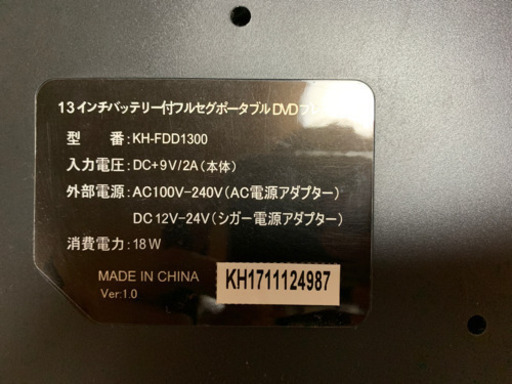 13インチバッテリー付フルセグポータブルDVDプレ
型 番:KH-FDD1300
入力電圧:DC+9V/2A(本体)
外部電源:AC100V-240V(AC電源アダプター)
DC12V-24V(シガー電源アダプター)
消費電力:18W
MADE IN CHINA
Ver:1.0
KH1711124987